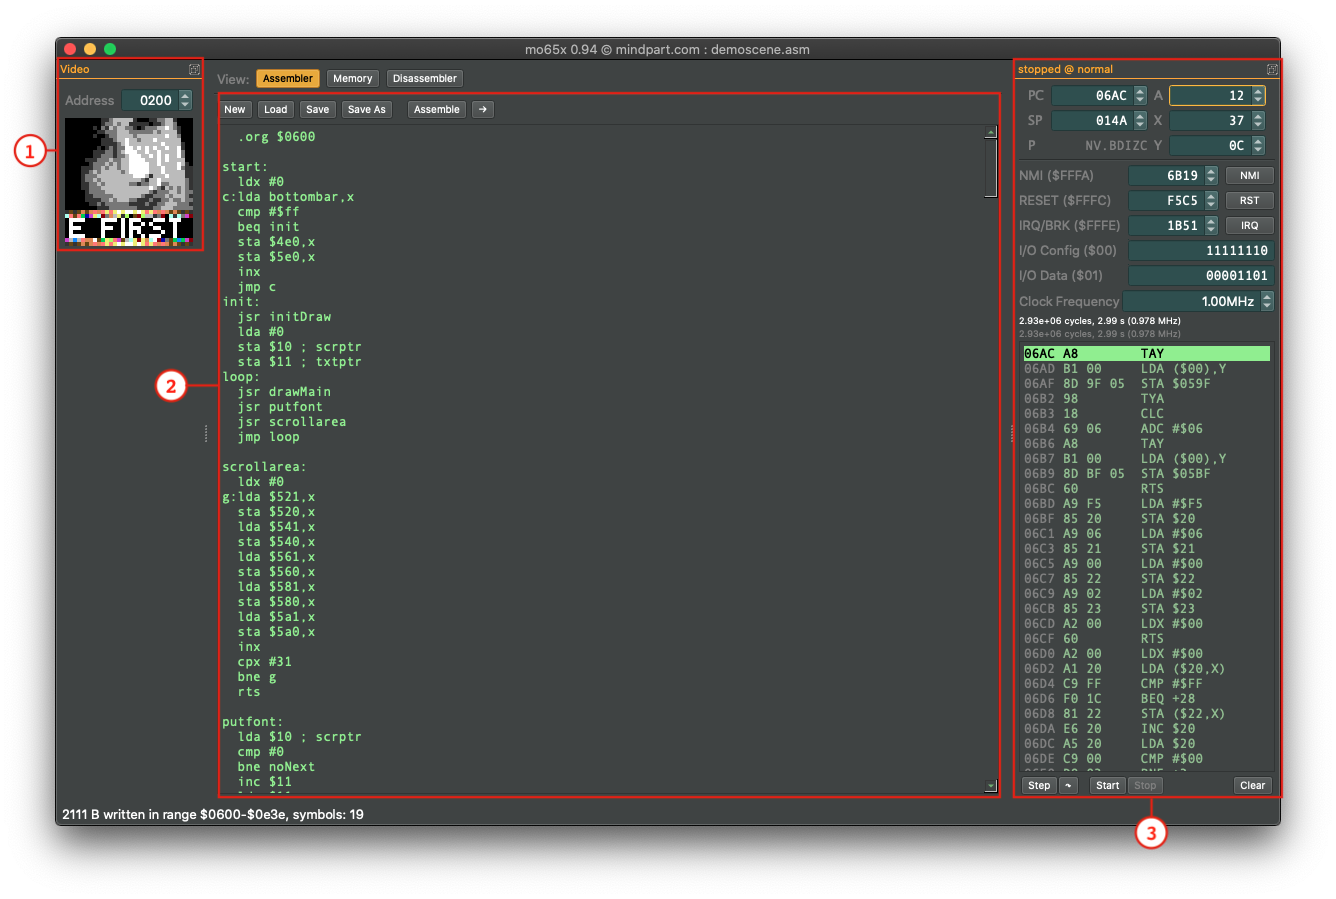 mo65x 0.94 © mindpart.com : demoscene.asm
Video
Address 0200
E FIRST
1
View: Assembler Memory Disassembler
New Load Save Save As Assemble →
.org $0600
start:
ldx #0
c:lda bottombar,x
cmp #$ff
beq init
sta $4e0,x
sta $5e0,x
inx
jmp c
init:
jsr initDraw
lda #0
sta $10 ; scrptr
sta $11 ; txtptr
loop:
jsr drawMain
jsr putfont
jsr scrollarea
jmp loop
scrollarea:
ldx #0
g:lda $521,x
sta $520,x
lda $541,x
sta $540,x
lda $561,x
sta $560,x
lda $581,x
sta $580,x
lda $5a1,x
sta $5a0,x
inx
cpx #31
bne g
rts
putfont:
lda $10 ; scrptr
cmp #0
bne noNext
inc $11
2
stopped @ normal
PC 06AC A 12
SP 014A X 37
P NV.BDIZC Y 0C
NMI ($FFFA) 6B19 NMI
RESET ($FFFC) F5C5 RST
IRQ/BRK ($FFFE) 1B51 IRQ
I/O Config ($00) 11111110
I/O Data ($01) 00001101
Clock Frequency 1.00MHz
2.93e+06 cycles, 2.99 s (0.978 MHz)
2.93e+06 cycles, 2.99 s (0.978 MHz)
06AC A8 TAY
06AD B1 00 LDA ($00),Y
06AF 8D 9F 05 STA $059F
06B2 98 TYA
06B3 18 CLC
06B4 69 06 ADC #$06
06B6 A8 TAY
06B7 B1 00 LDA ($00),Y
06B9 8D BF 05 STA $05BF
06BC 60 RTS
06BD A9 F5 LDA #$F5
06BF 85 20 STA $20
06C1 A9 06 LDA #$06
06C3 85 21 STA $21
06C5 A9 00 LDA #$00
06C7 85 22 STA $22
06C9 A9 02 LDA #$02
06CB 85 23 STA $23
06CD A2 00 LDX #$00
06CF 60 RTS
06D0 A2 00 LDX #$00
06D2 A1 20 LDA ($20,X)
06D4 C9 FF CMP #$FF
06D6 F0 1C BEQ +28
06D8 81 22 STA ($22,X)
06DA E6 20 INC $20
06DC A5 20 LDA $20
06DE C9 00 CMP #$00
Step ↷ Start Stop Clear
3
2111 B written in range $0600-$0e3e, symbols: 19